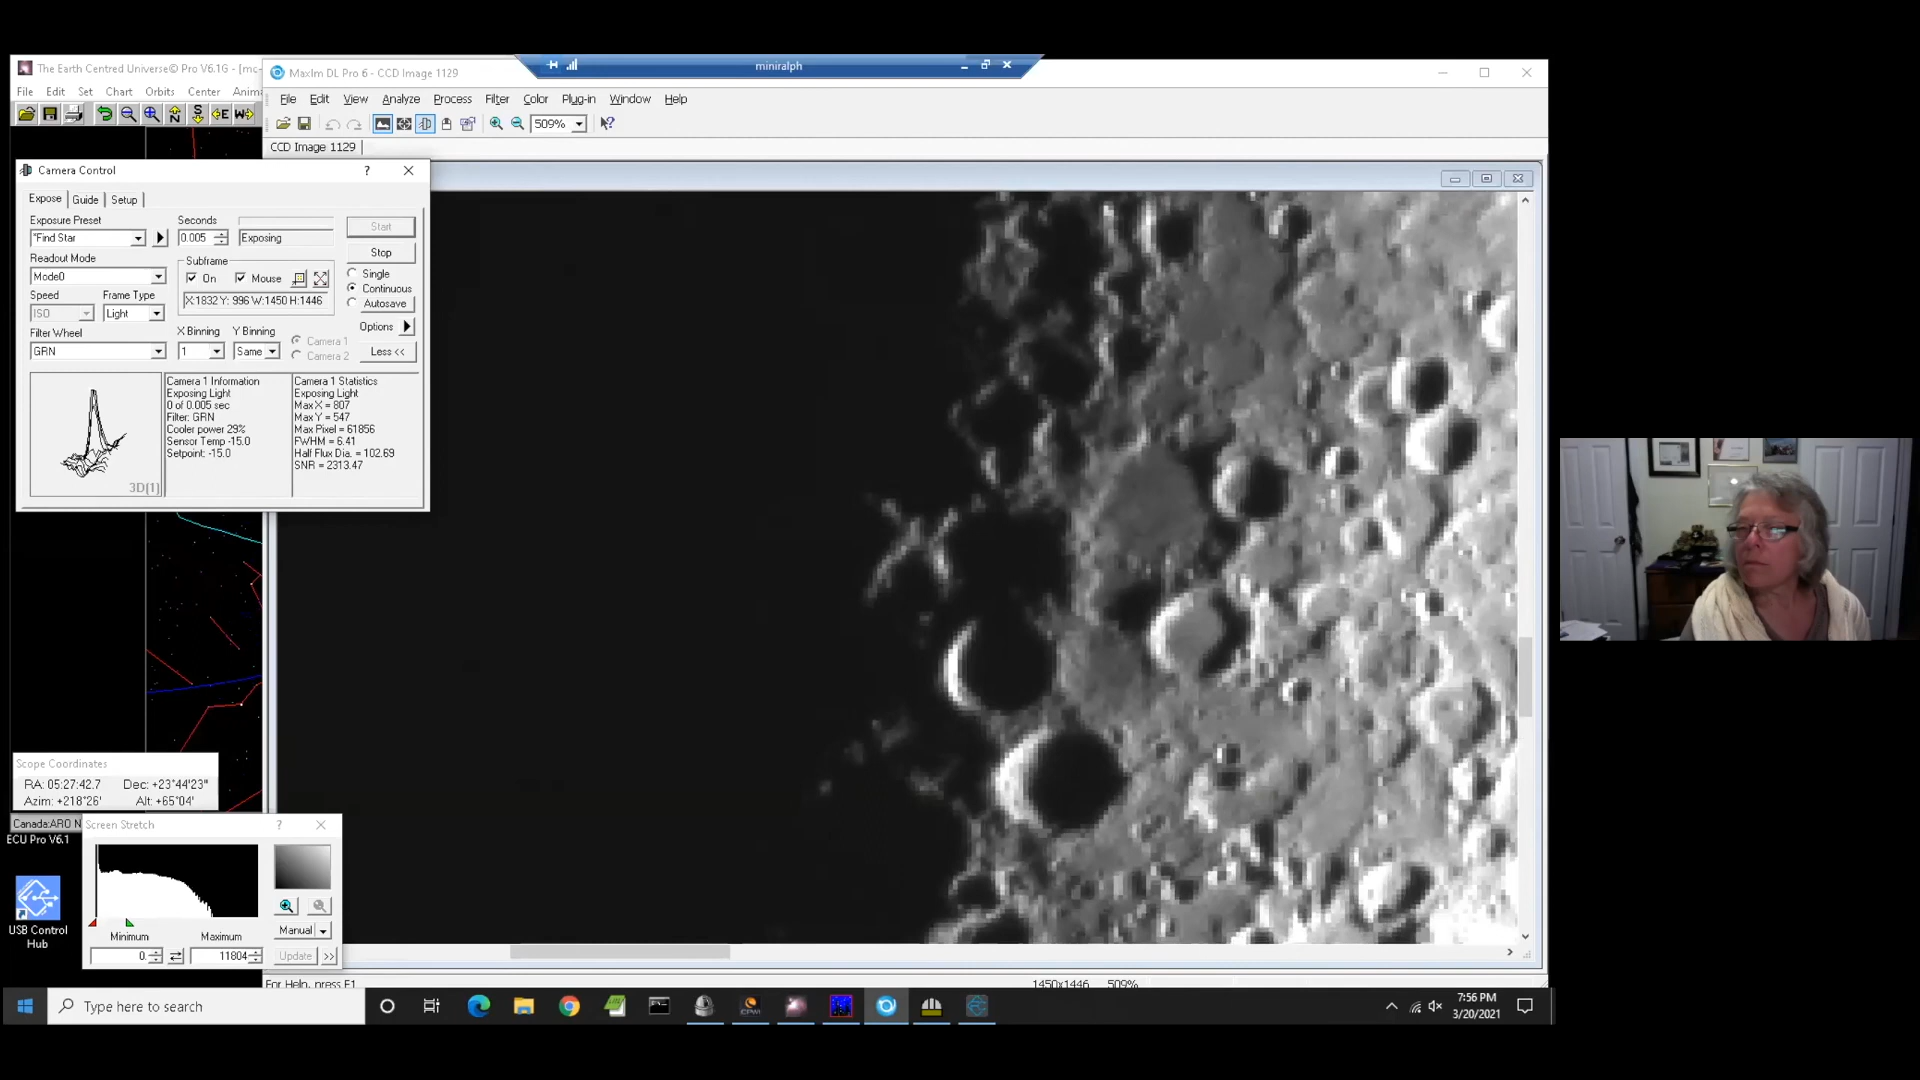 The Earth Centred Universe© Pro V6.1G - [mc-
File Edit Set Chart Orbits Center Anima
miniralph
MaxIm DL Pro 6 - CCD Image 1129
File Edit View Analyze Process Filter Color Plug-in Window Help
509%
CCD Image 1129
Camera Control
Expose Guide Setup
Exposure Preset
*Find Star
Seconds
0.005
Exposing
Start
Stop
Readout Mode
Mode0
Subframe
On Mouse
X:1832 Y: 996 W:1450 H:1446
Single
Continuous
Autosave
Speed
ISO
Frame Type
Light
Options
Filter Wheel
GRN
X Binning
1
Y Binning
Same
Camera 1
Camera 2
Less <<
3D(1)
Camera 1 Information
Exposing Light
0 of 0.005 sec
Filter: GRN
Cooler power 29%
Sensor Temp -15.0
Setpoint: -15.0
Camera 1 Statistics
Exposing Light
Max X = 807
Max Y = 547
Max Pixel = 61856
FWHM = 6.41
Half Flux Dia. = 102.69
SNR = 2313.47
Scope Coordinates
RA: 05:27:42.7 Dec: +23°44'23"
Azim: +218°26' Alt: +65°04'
Canada:ARO N
ECU Pro V6.1
Screen Stretch
Minimum Maximum
0. 11804
Manual
Update >>
USB Control
Hub
For Help, press F1
1450x1446 509%
Type here to search
CPWI
7:56 PM
3/20/2021